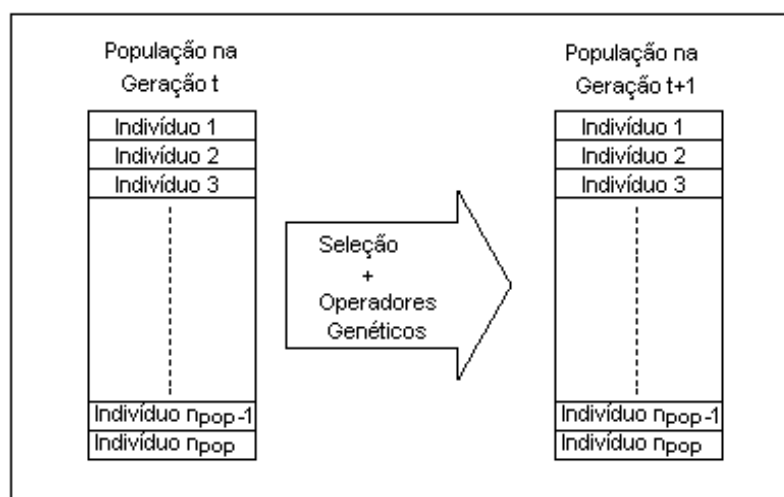 População na
Geração t
Indivíduo 1
Indivíduo 2
Indivíduo 3
Indivíduo npop-1
Indivíduo npop
Seleção
+
Operadores
Genéticos
População na
Geração t+1
Indivíduo 1
Indivíduo 2
Indivíduo 3
Indivíduo npop-1
Indivíduo npop